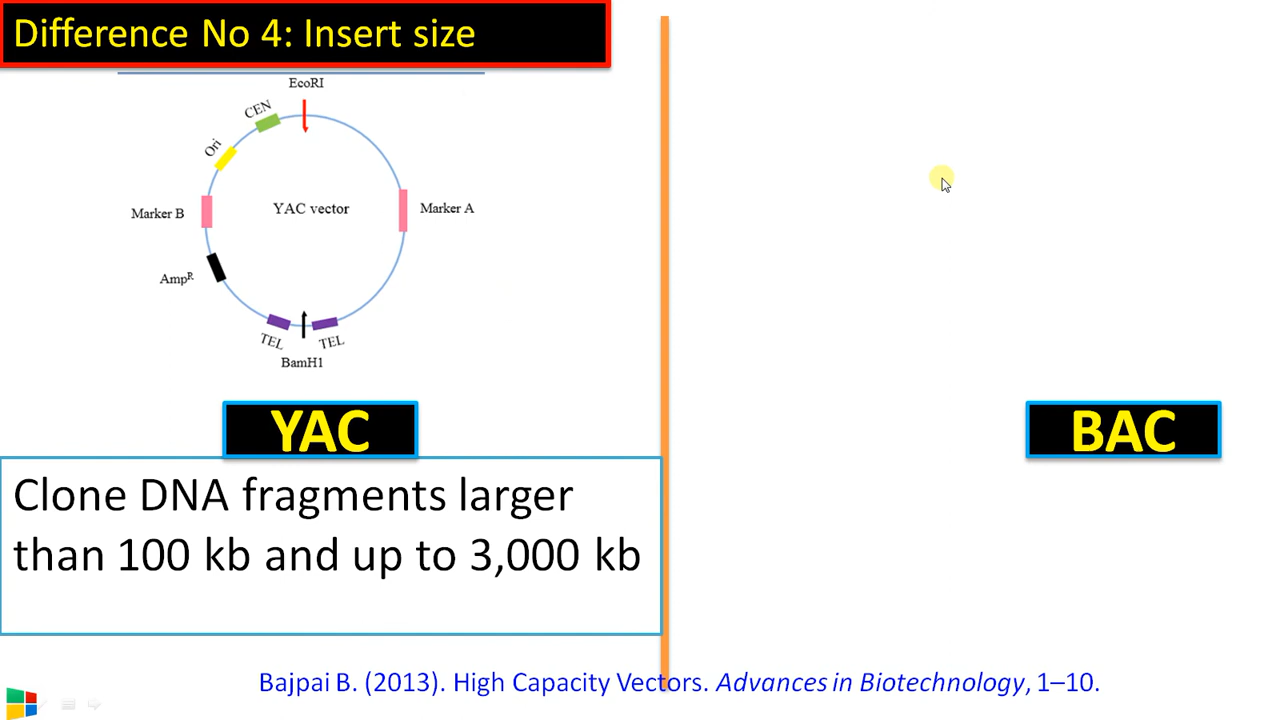 Difference No 4: Insert size
EcoRI
CEN
Ori
Marker B
YAC vector
Marker A
Amp^R
TEL
TEL
BamH1
YAC
BAC
Clone DNA fragments larger
than 100 kb and up to 3,000 kb
Bajpai B. (2013). High Capacity Vectors. Advances in Biotechnology, 1–10.